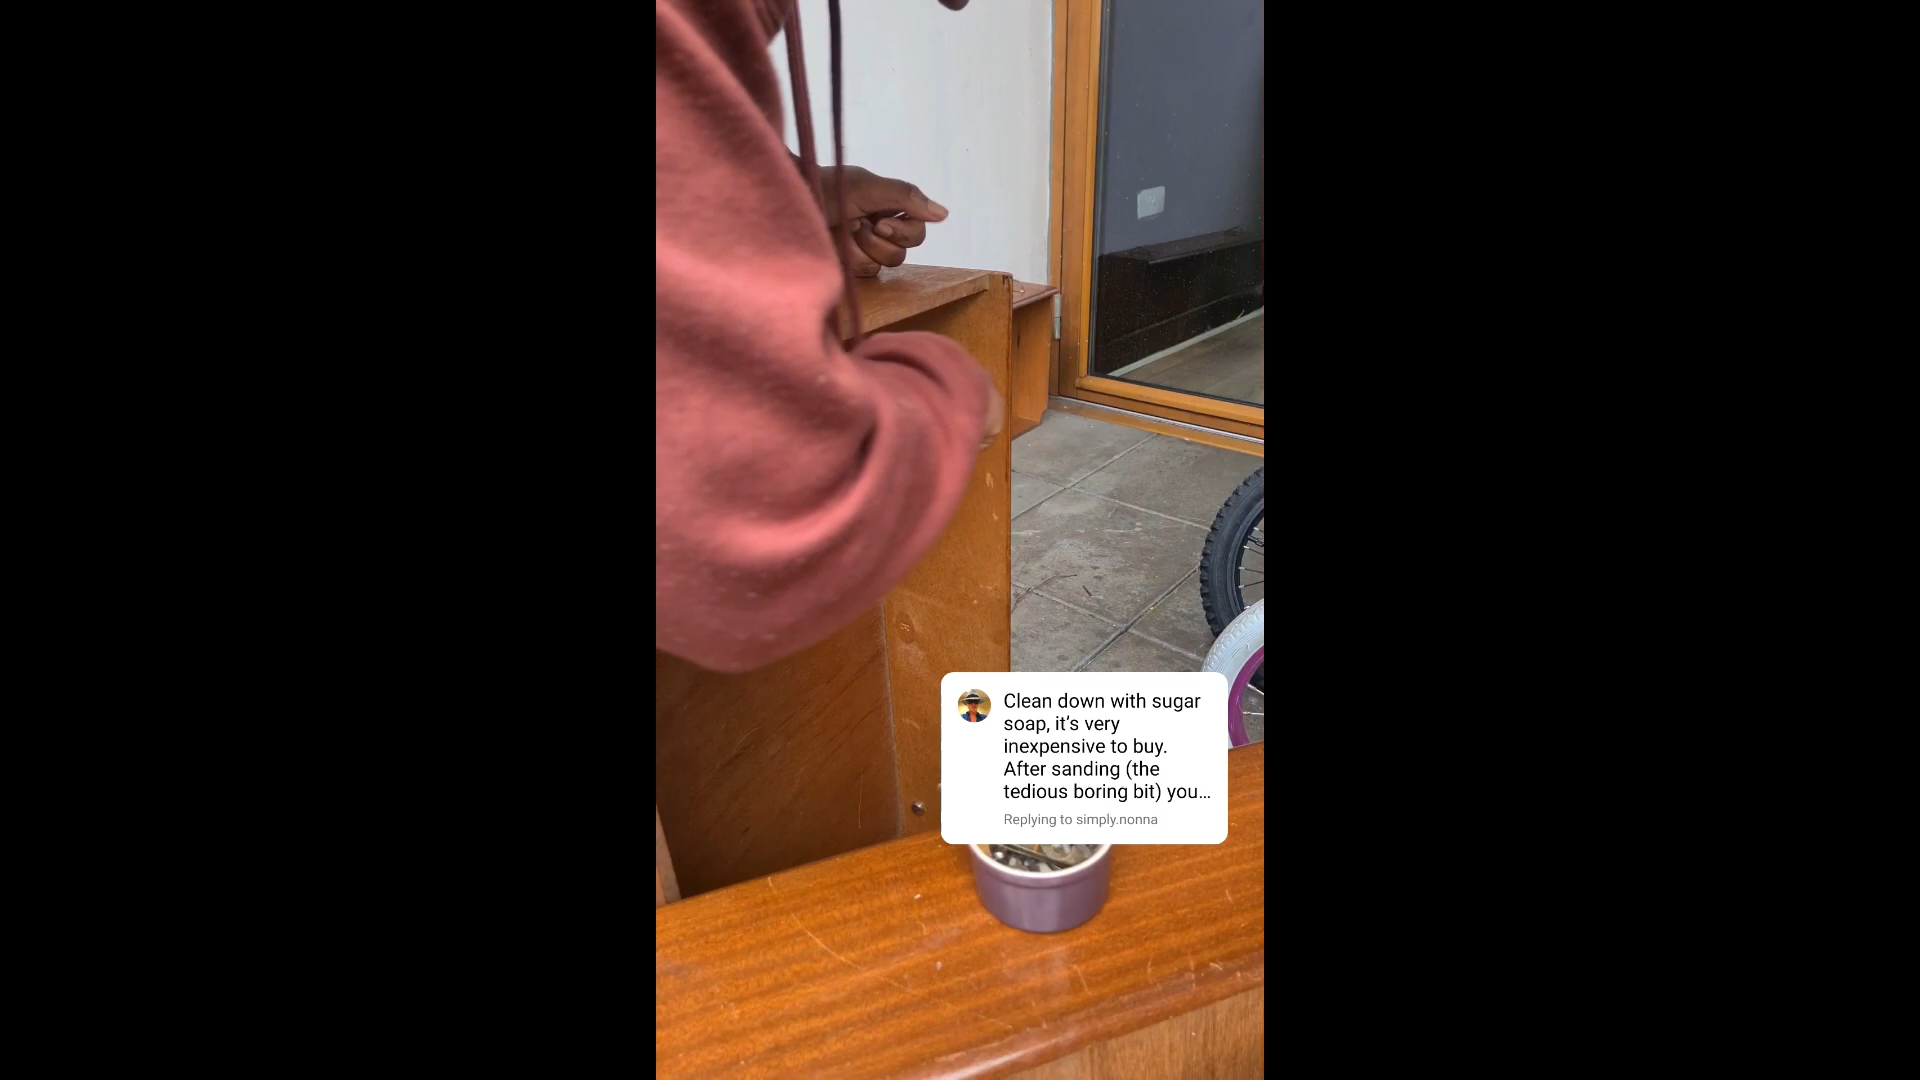 Clean down with sugar
soap, it’s very
inexpensive to buy.
After sanding (the
tedious boring bit) you…
Replying to simply.nonna